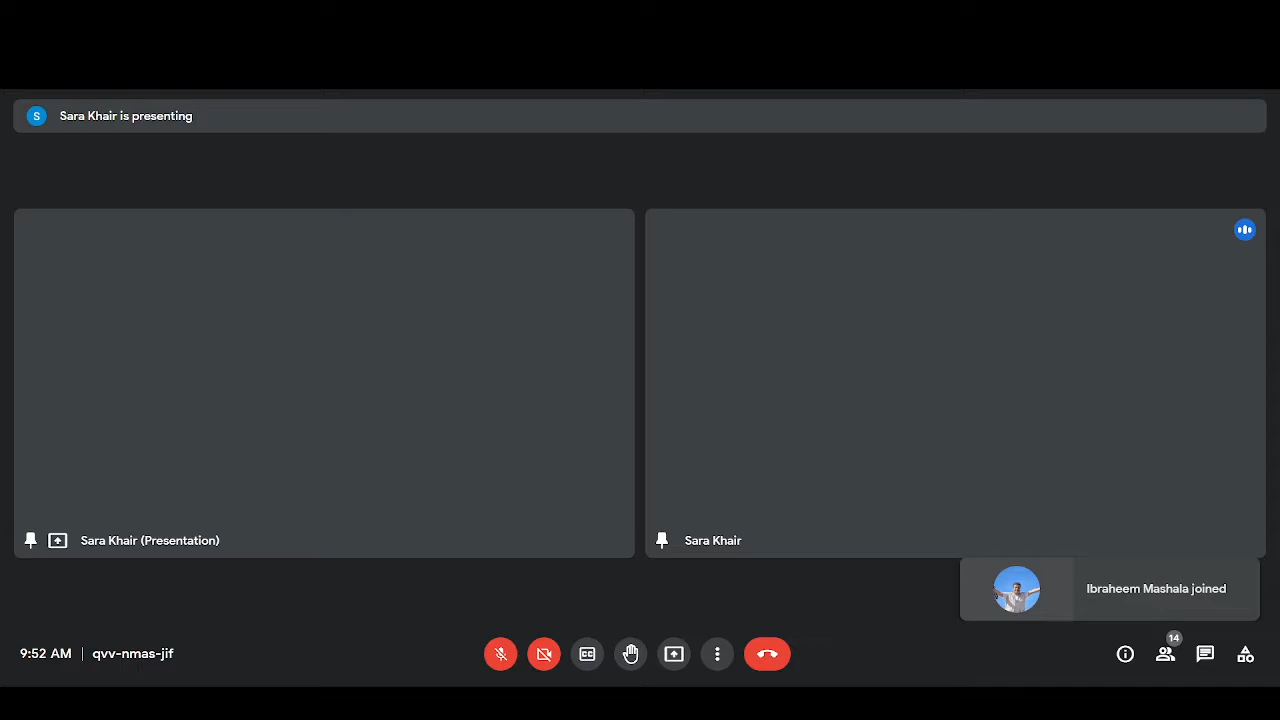 S Sara Khair is presenting
Sara Khair (Presentation)
Sara Khair
Ibraheem Mashala joined
9:52 AM | qvv-nmas-jif
CC
14